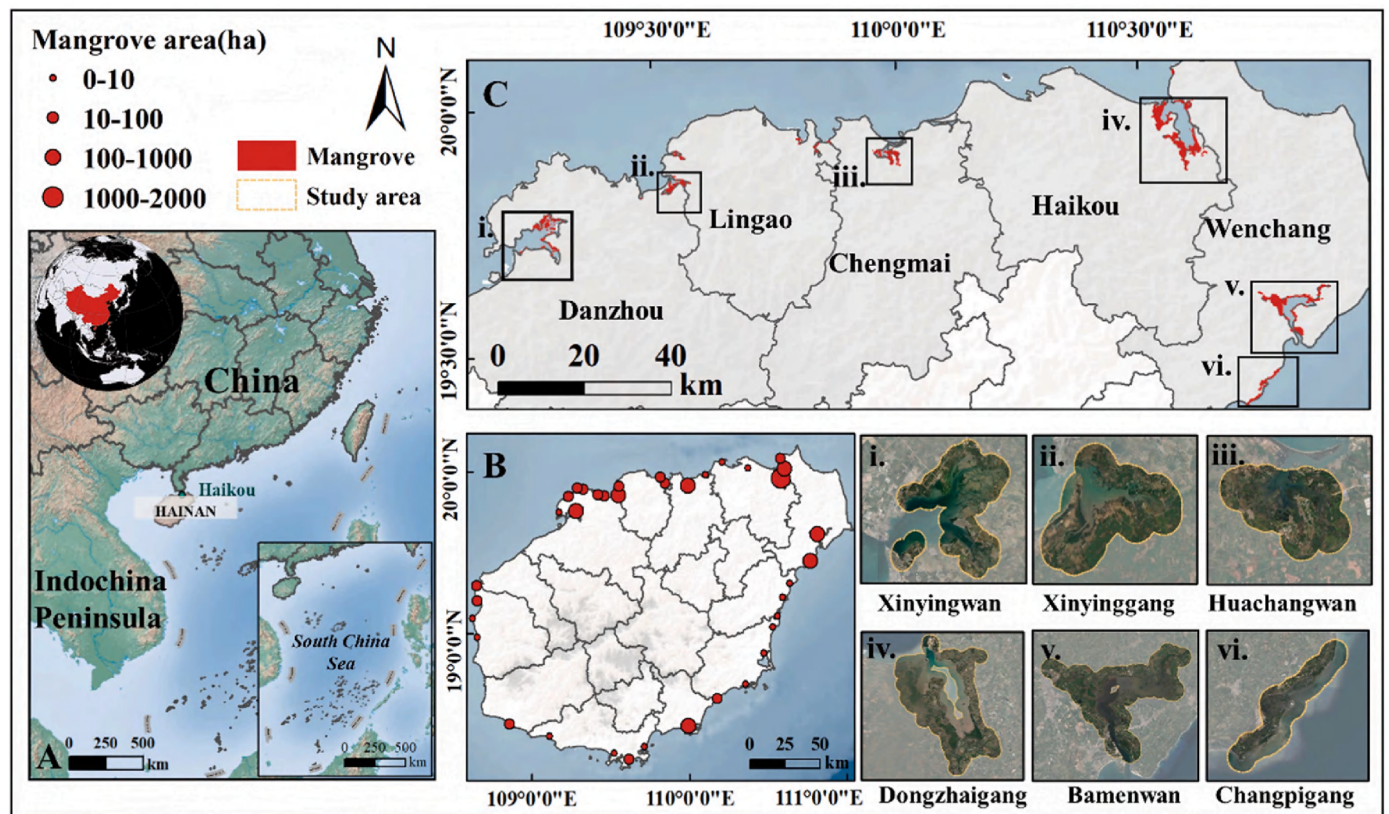 Mangrove area(ha)
0-10
10-100
100-1000
1000-2000
N
Mangrove
Study area
China
Haikou
HAINAN
Indochina
Peninsula
South China
Sea
A
0 250 500
km
0 250 500
km
109°30'0"E 110°0'0"E 110°30'0"E
20°0'0"N
19°30'0"N
C
i.
ii.
iii.
iv.
v.
vi.
Danzhou
Lingao
Chengmai
Haikou
Wenchang
0 20 40
km
B
20°0'0"N
19°0'0"N
109°0'0"E 110°0'0"E 111°0'0"E
0 25 50
km
i. ii. iii.
Xinyingwan Xinyinggang Huachangwan
iv. v. vi.
Dongzhaigang Bamenwan Changpigang